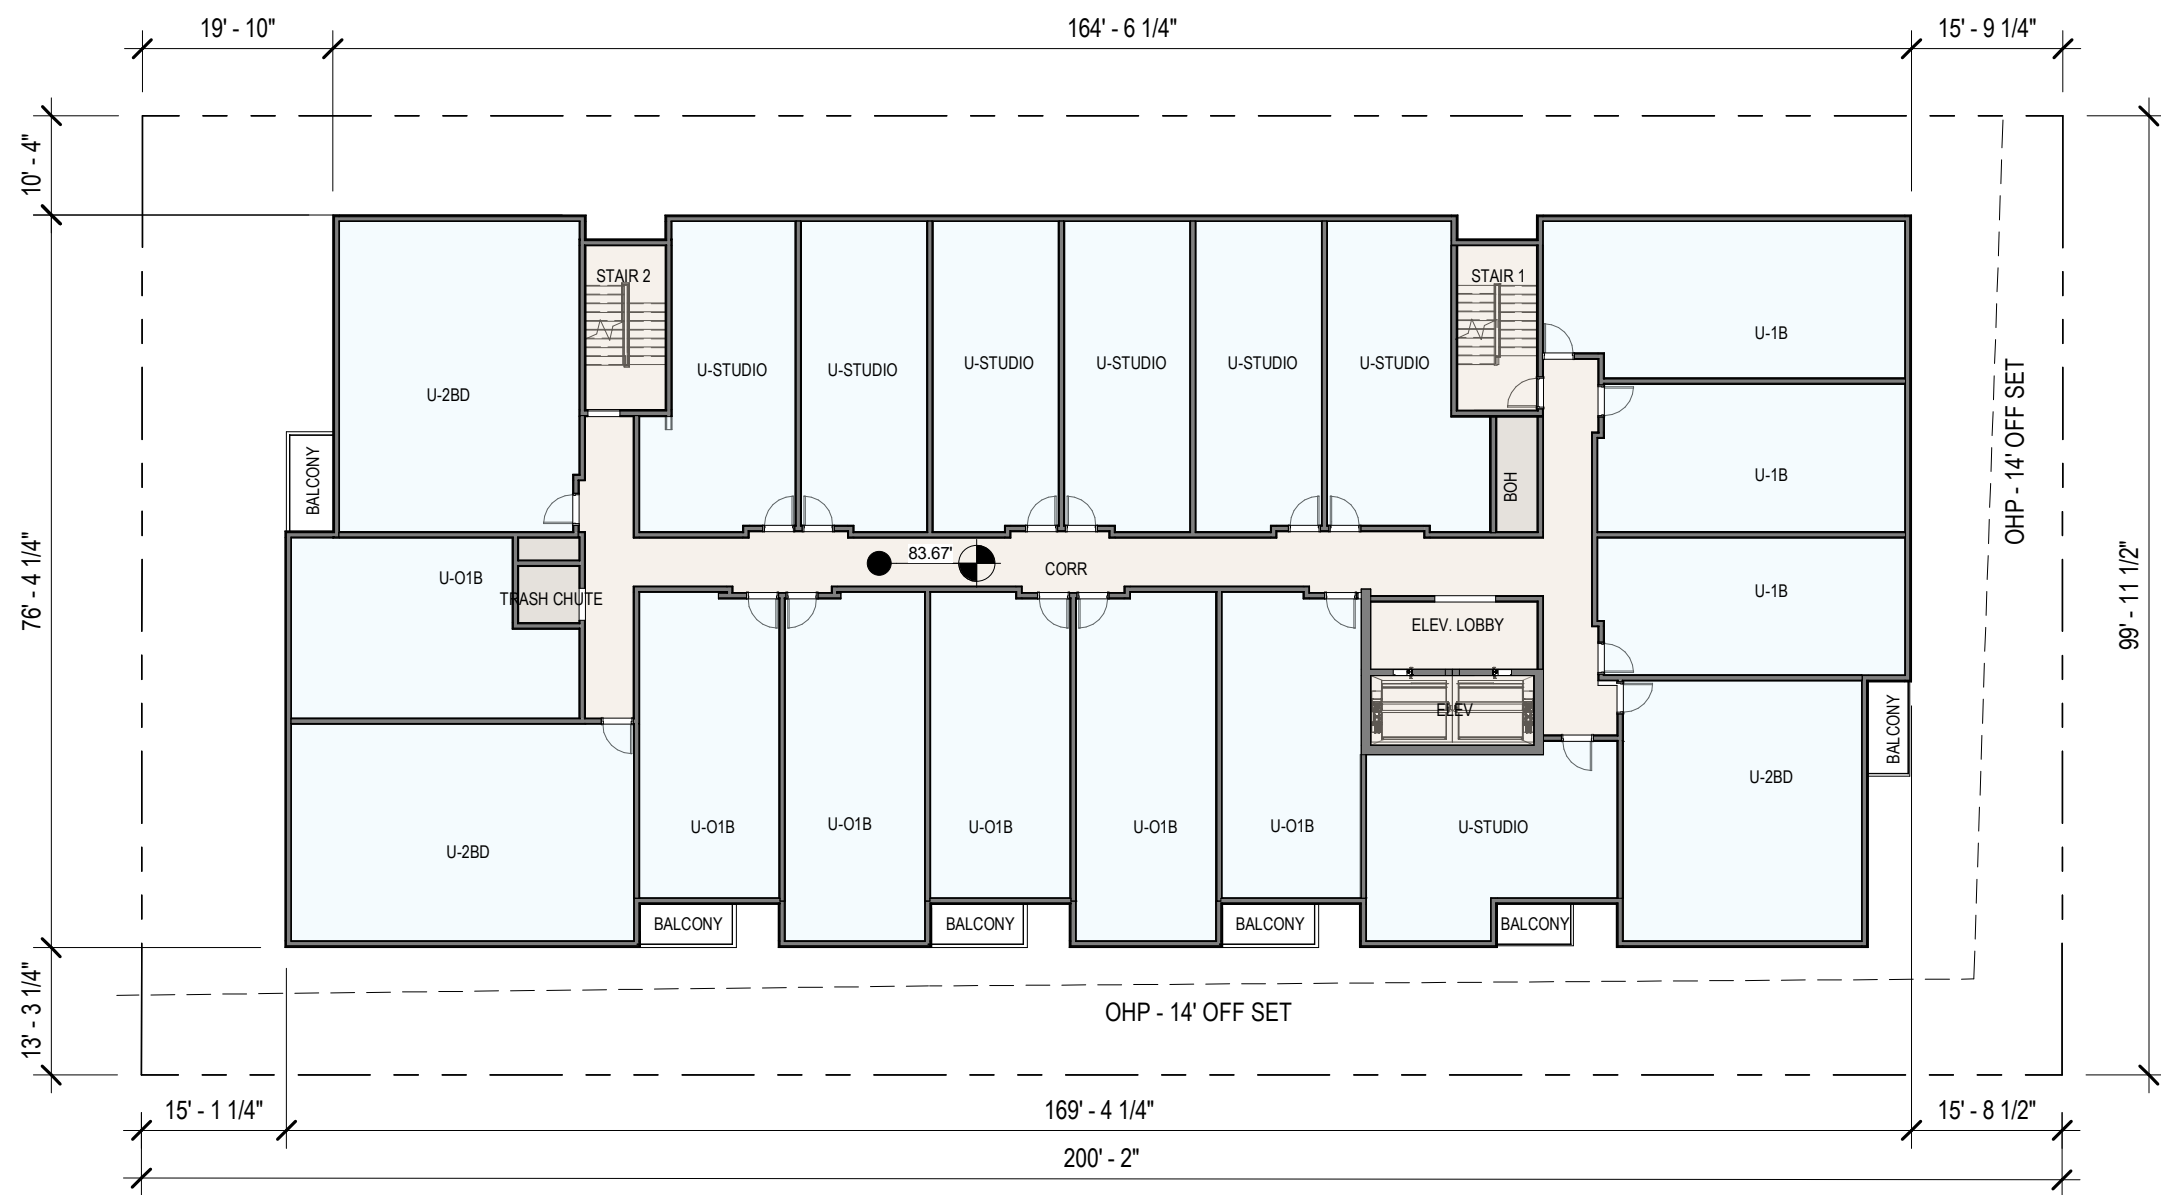 19' - 10"
164' - 6 1/4"
15' - 9 1/4"
10' - 4"
STAIR 2
STAIR 1
U-1B
U-STUDIO
U-STUDIO
U-STUDIO
U-STUDIO
U-STUDIO
U-STUDIO
U-2BD
OHP - 14' OFF SET
BALCONY
BOH
U-1B
83.67'
CORR
U-O1B
TRASH CHUTE
U-1B
ELEV. LOBBY
76' - 4 1/4"
99' - 11 1/2"
ELEV
BALCONY
U-2BD
U-O1B
U-O1B
U-O1B
U-O1B
U-O1B
U-STUDIO
U-2BD
BALCONY
BALCONY
BALCONY
BALCONY
OHP - 14' OFF SET
13' - 3 1/4"
15' - 1 1/4"
169' - 4 1/4"
15' - 8 1/2"
200' - 2"